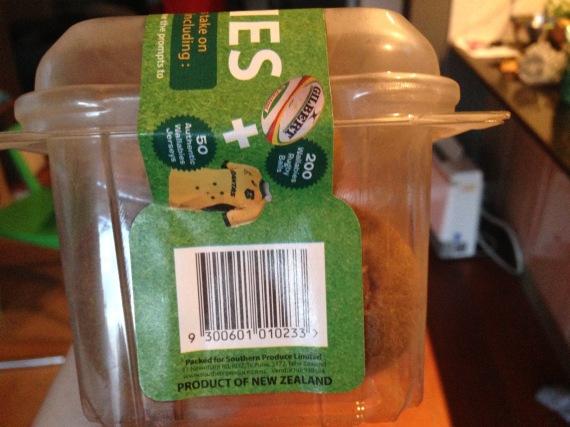 take on
including :
e the prompts to
IES
+
GILBERT
50
Authentic
Wallabies
Jerseys
200
Wallabies
Rugby
Balls
QANTAS
9 300601 010233 >
Packed for Southern Produce Limited
PRODUCT OF NEW ZEALAND